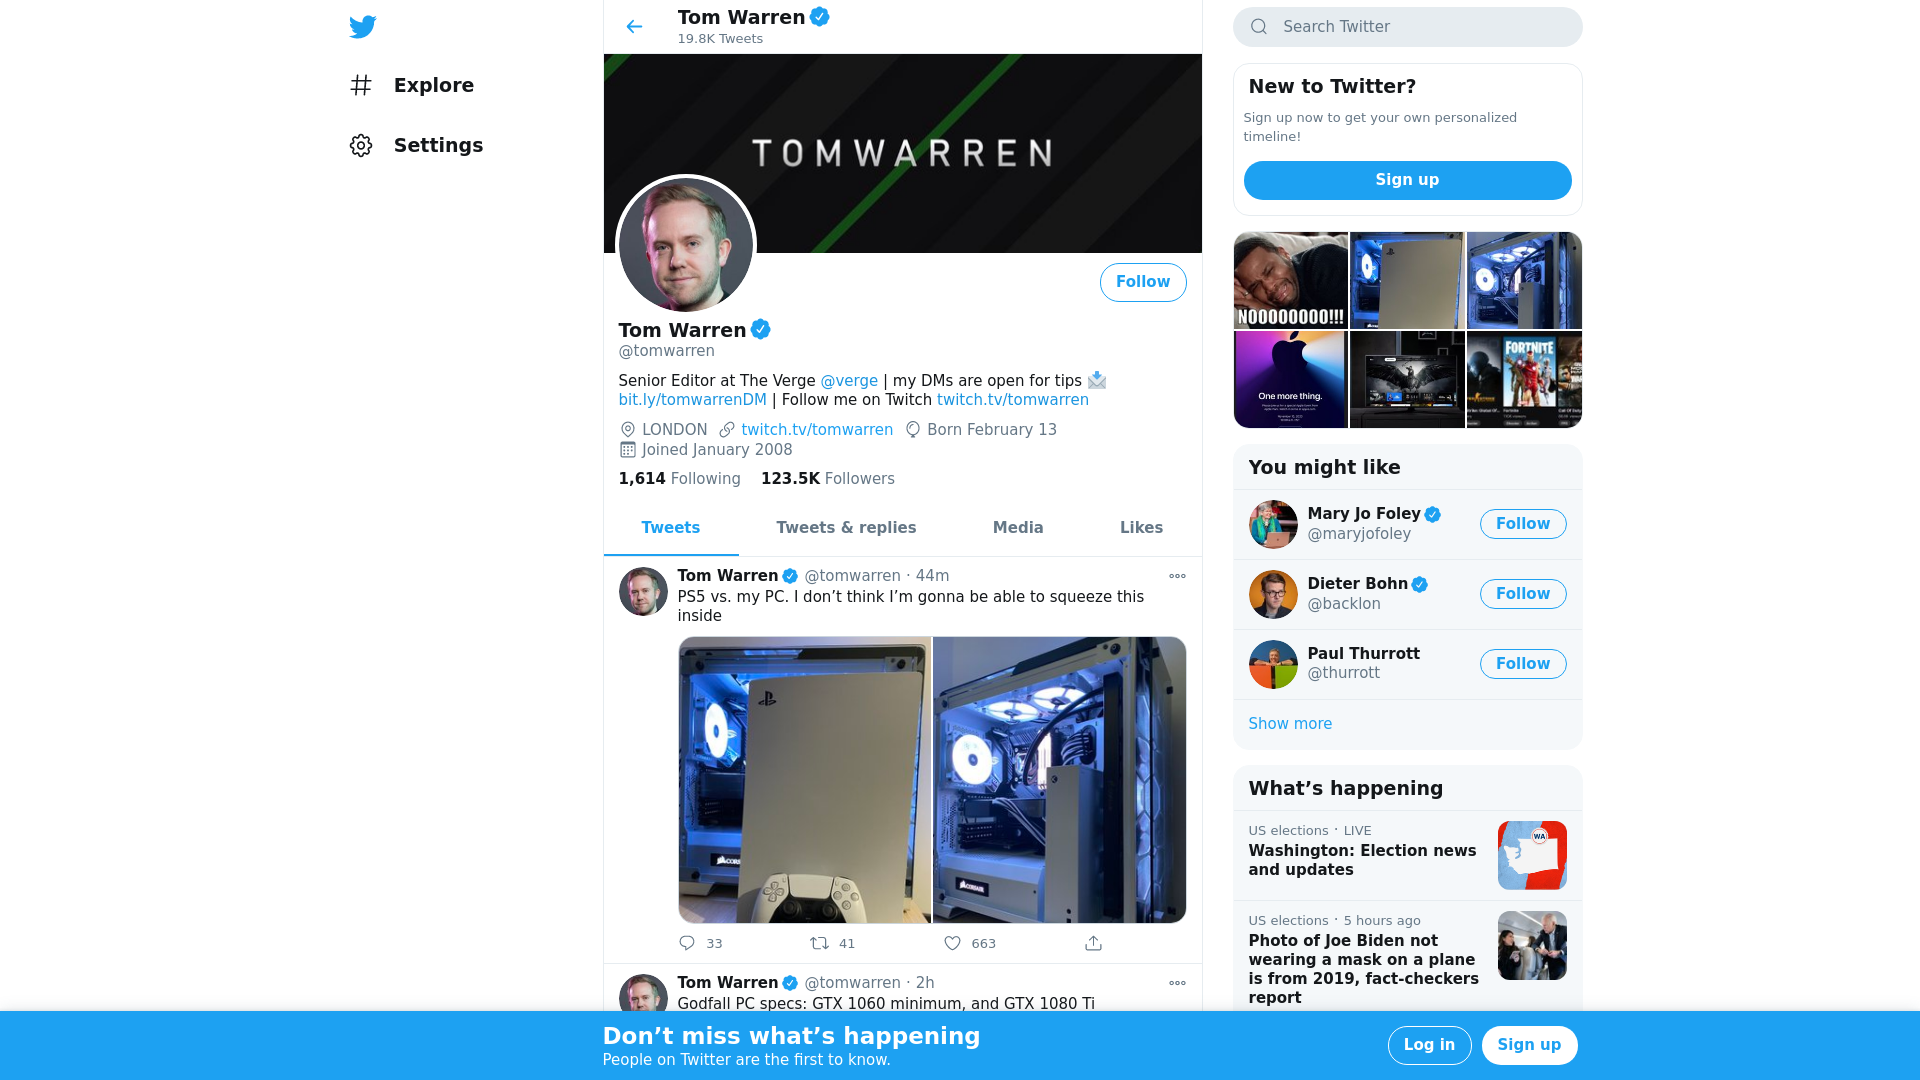 Explore
Settings
Tom Warren
19.8K Tweets
TOMWARREN
Follow
Tom Warren
@tomwarren
Senior Editor at The Verge @verge | my DMs are open for tips 📩
bit.ly/tomwarrenDM | Follow me on Twitch twitch.tv/tomwarren
LONDON twitch.tv/tomwarren Born February 13
Joined January 2008
1,614 Following 123.5K Followers
Tweets Tweets & replies Media Likes
Tom Warren @tomwarren · 44m
PS5 vs. my PC. I don’t think I’m gonna be able to squeeze this
inside
CORSAIR
33 41 663
Tom Warren @tomwarren · 2h
Godfall PC specs: GTX 1060 minimum, and GTX 1080 Ti
Search Twitter
New to Twitter?
Sign up now to get your own personalized
timeline!
Sign up
NOOOOOOOO!!!
One more thing.
FORTNITE
You might like
Mary Jo Foley
@maryjofoley
Follow
Dieter Bohn
@backlon
Follow
Paul Thurrott
@thurrott
Follow
Show more
What’s happening
US elections · LIVE
Washington: Election news
and updates
WA
US elections · 5 hours ago
Photo of Joe Biden not
wearing a mask on a plane
is from 2019, fact-checkers
report
Don’t miss what’s happening
People on Twitter are the first to know.
Log in
Sign up